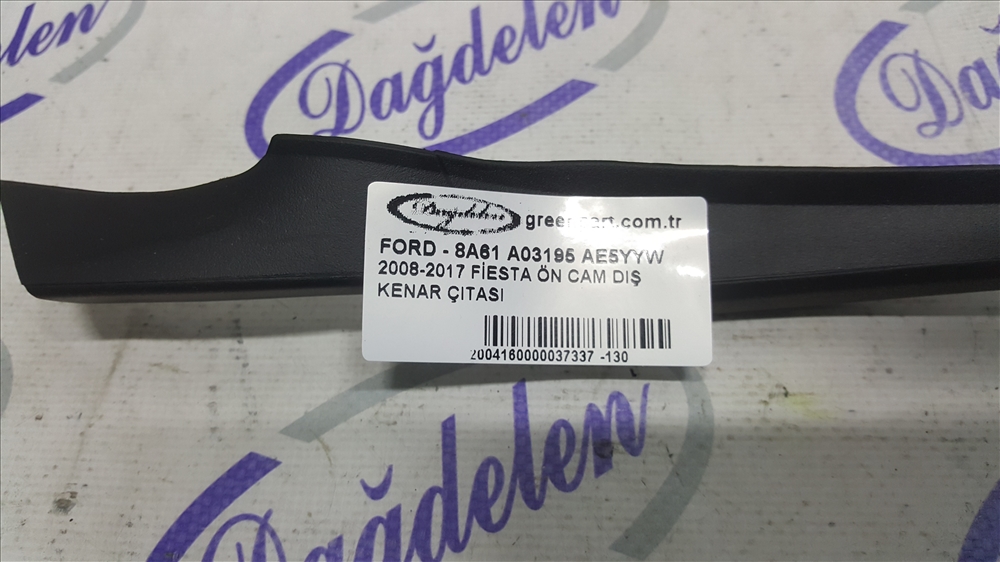 Dağdelen
Dağdelen greenpart.com.tr
FORD - 8A61 A03195 AE5YYW
2008-2017 FİESTA ÖN CAM DIŞ
KENAR ÇITASI
2004160000037337 -130
Dağdelen